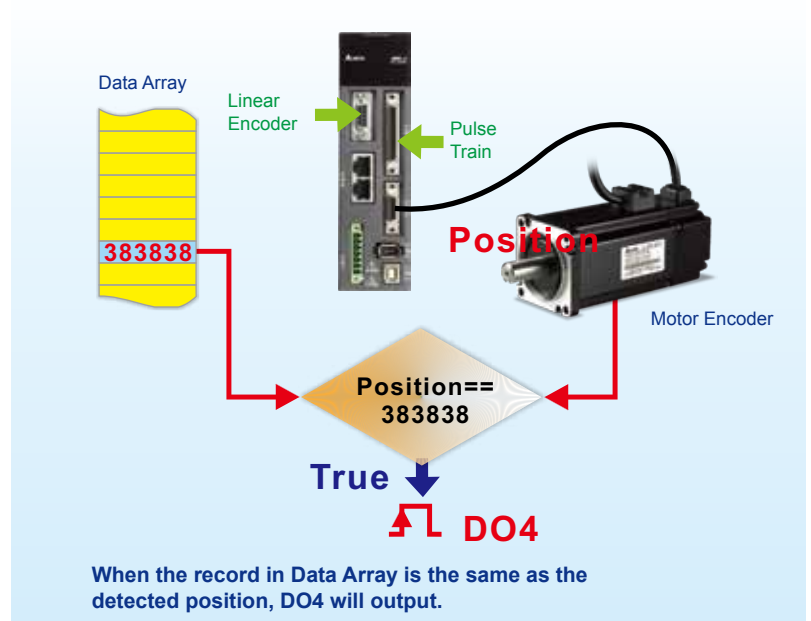 Data Array
Linear
Encoder
Pulse
Train
383838
Position
Motor Encoder
Position==
383838
True
DO4
When the record in Data Array is the same as the
detected position, DO4 will output.